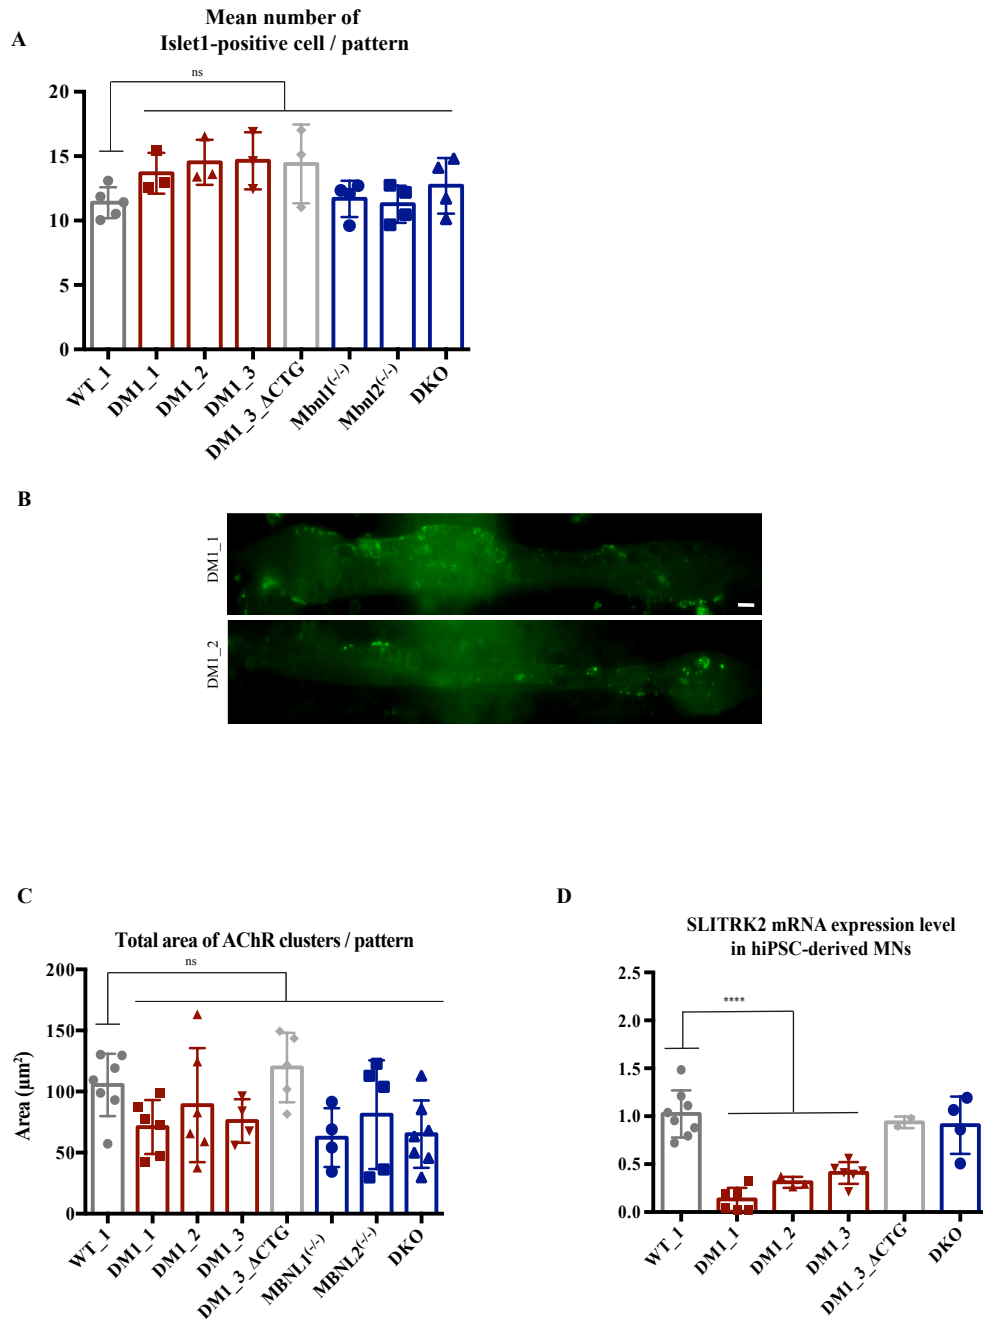 A
Mean number of
Islet1-positive cell / pattern
ns
20
15
10
5
0
WT_1
DM1_1
DM1_2
DM1_3
DM1_3_ΔCTG
Mbnl1(-/-)
Mbnl2(-/-)
DKO
B
DM1_1
DM1_2
C
Total area of AChR clusters / pattern
ns
Area (µm²)
200
150
100
50
0
WT_1
DM1_1
DM1_2
DM1_3
DM1_3_ΔCTG
MBNL1(-/-)
MBNL2(-/-)
DKO
D
SLITRK2 mRNA expression level
in hiPSC-derived MNs
****
2.5
2.0
1.5
1.0
0.5
0.0
WT_1
DM1_1
DM1_2
DM1_3
DM1_3_ΔCTG
DKO